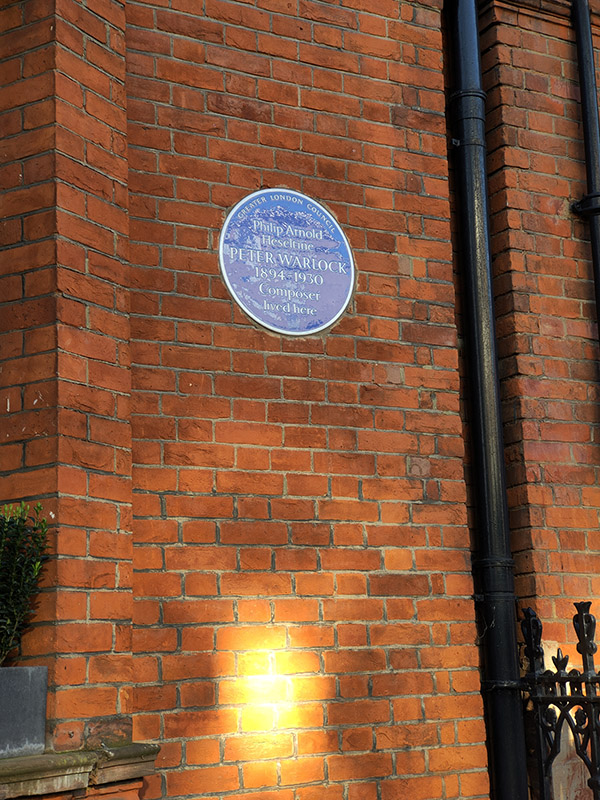 GREATER LONDON COUNCIL
Philip Arnold
Heseltine
PETER WARLOCK
1894-1930
Composer
lived here